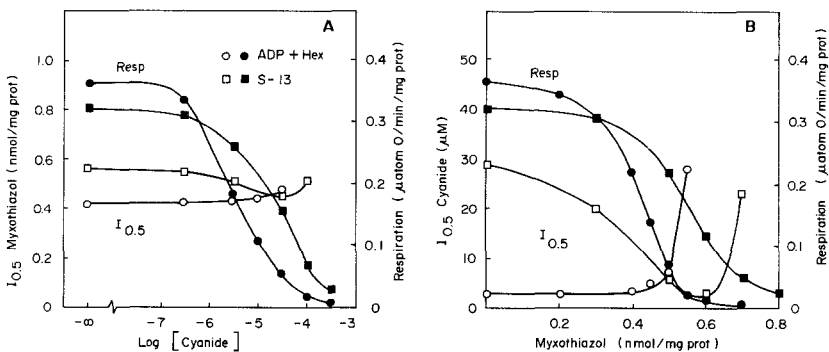 A
Resp
ADP + Hex
S-13
I0.5
I0.5 Myxothiazol (nmol/mg prot)
1.0
0.8
0.6
0.4
0.2
0
Respiration (μatom O/min/mg prot)
0.4
0.3
0.2
0.1
0
-∞ -7 -6 -5 -4 -3
Log [Cyanide]
B
Resp
I0.5
I0.5 Cyanide (μM)
50
40
30
20
10
0
Respiration (μatom O/min/mg prot)
0.4
0.3
0.2
0.1
0
0.2 0.4 0.6 0.8
Myxothiazol (nmol/mg prot)